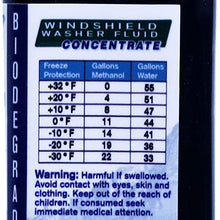 BIODEGRAD
WINDSHIELD
WASHER FLUID
CONCENTRATE
Freeze Protection Gallons Methanol Gallons Water
+32 °F 0 55
+20 °F 4 51
+10 °F 8 47
0 °F 11 44
-10 °F 14 41
-20 °F 19 36
-30 °F 22 33
Warning: Harmful If swallowed.
Avoid contact with eyes, skin and
clothing. Keep out of the reach of
children. If consumed seek
immediate medical attention.